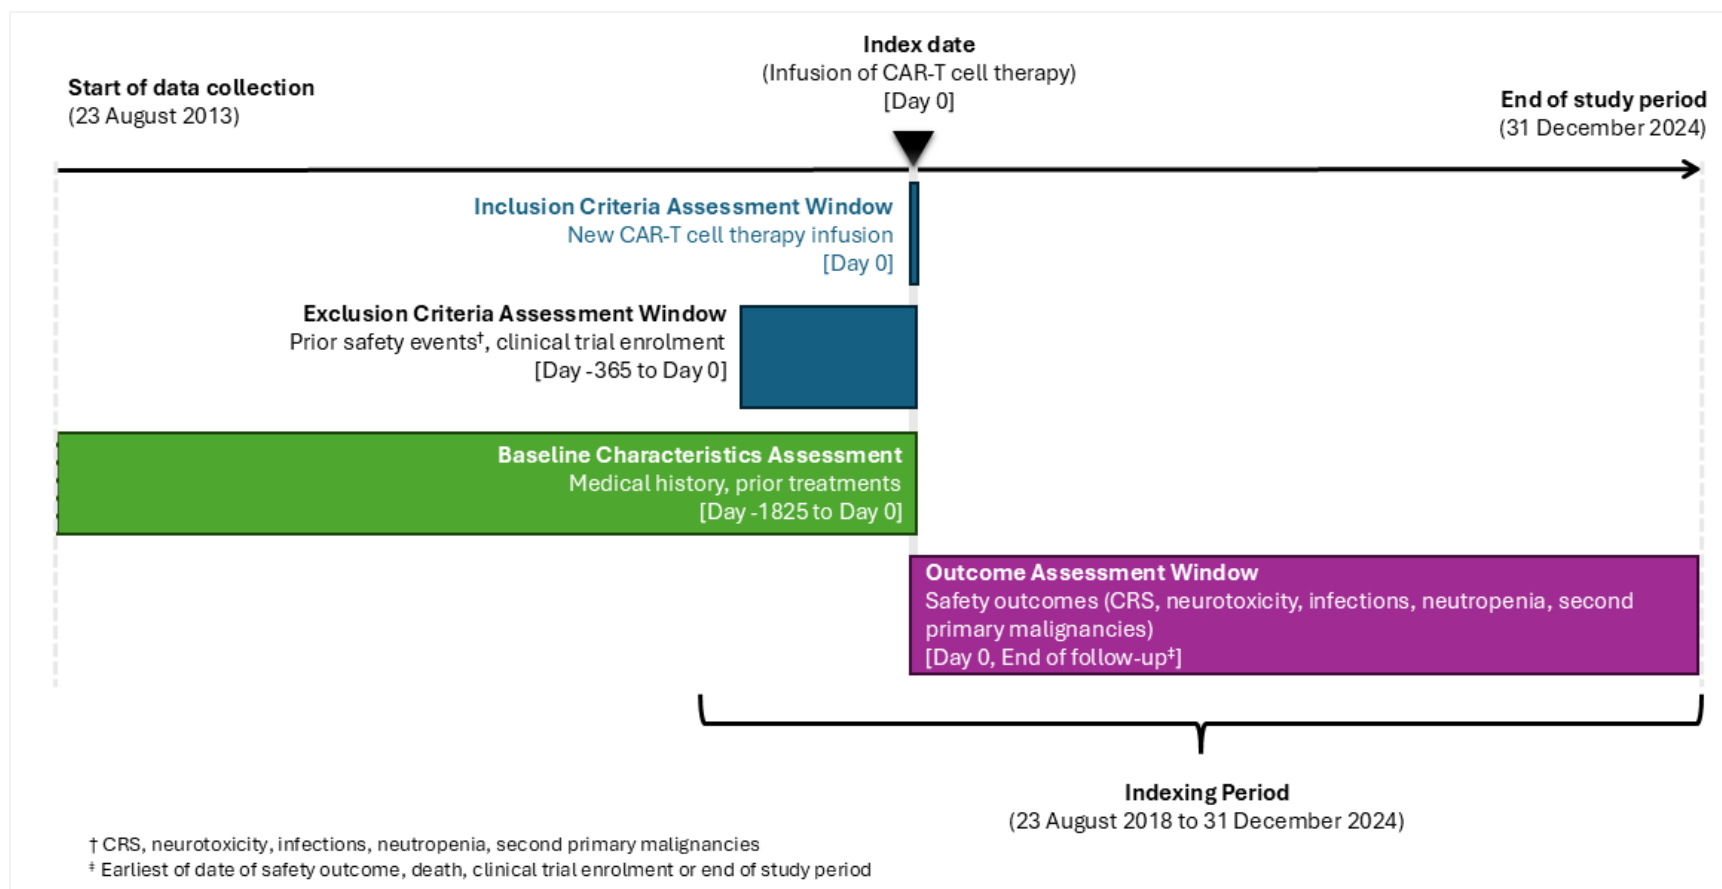 Index date
(Infusion of CAR-T cell therapy)
[Day 0]
Start of data collection
(23 August 2013)
End of study period
(31 December 2024)
Inclusion Criteria Assessment Window
New CAR-T cell therapy infusion
[Day 0]
Exclusion Criteria Assessment Window
Prior safety events†, clinical trial enrolment
[Day -365 to Day 0]
Baseline Characteristics Assessment
Medical history, prior treatments
[Day -1825 to Day 0]
Outcome Assessment Window
Safety outcomes (CRS, neurotoxicity, infections, neutropenia, second
primary malignancies)
[Day 0, End of follow-up‡]
Indexing Period
(23 August 2018 to 31 December 2024)
† CRS, neurotoxicity, infections, neutropenia, second primary malignancies
‡ Earliest of date of safety outcome, death, clinical trial enrolment or end of study period